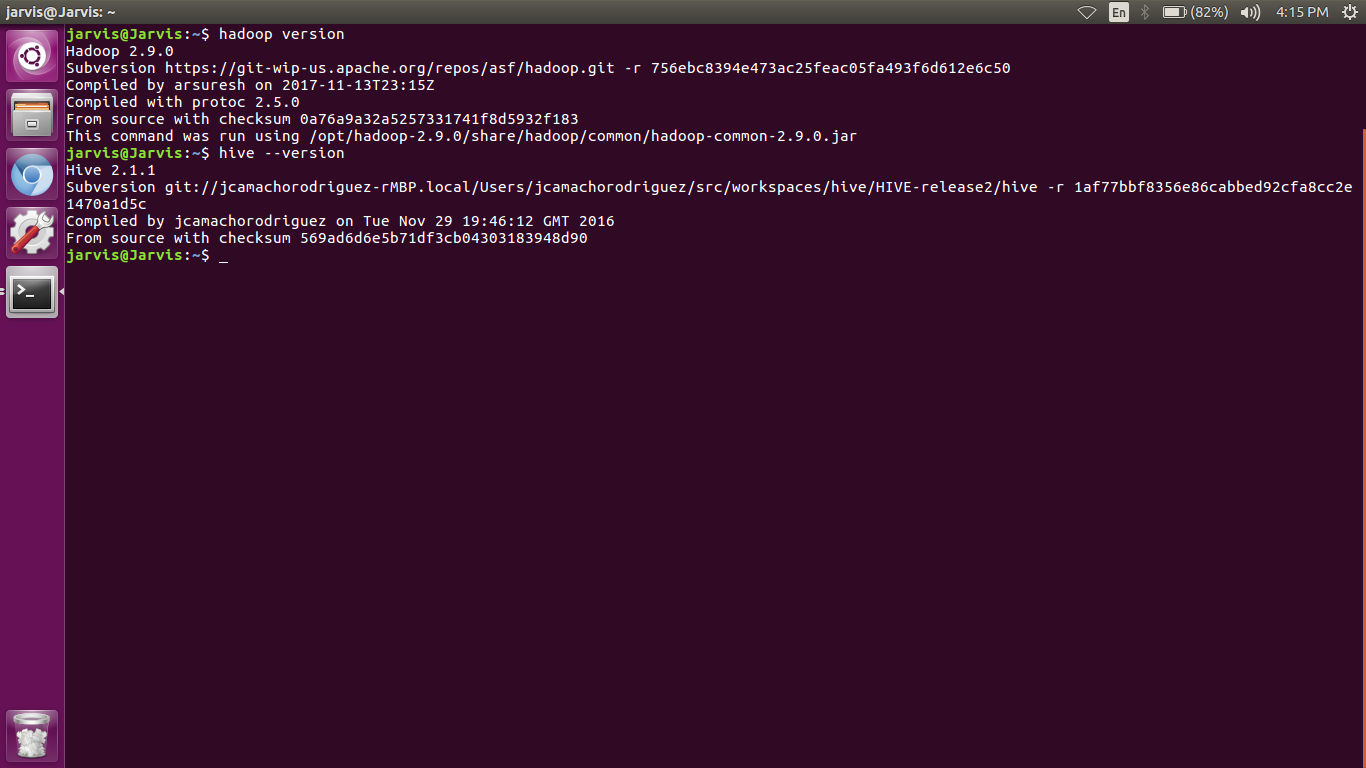 jarvis@Jarvis: ~
En
(82%)
4:15 PM
jarvis@Jarvis:~$ hadoop version
Hadoop 2.9.0
Subversion https://git-wip-us.apache.org/repos/asf/hadoop.git -r 756ebc8394e473ac25feac05fa493f6d612e6c50
Compiled by arsuresh on 2017-11-13T23:15Z
Compiled with protoc 2.5.0
From source with checksum 0a76a9a32a5257331741f8d5932f183
This command was run using /opt/hadoop-2.9.0/share/hadoop/common/hadoop-common-2.9.0.jar
jarvis@Jarvis:~$ hive --version
Hive 2.1.1
Subversion git://jcamachorodriguez-rMBP.local/Users/jcamachorodriguez/src/workspaces/hive/HIVE-release2/hive -r 1af77bbf8356e86cabbed92cfa8cc2e
1470a1d5c
Compiled by jcamachorodriguez on Tue Nov 29 19:46:12 GMT 2016
From source with checksum 569ad6d6e5b71df3cb04303183948d90
jarvis@Jarvis:~$ _